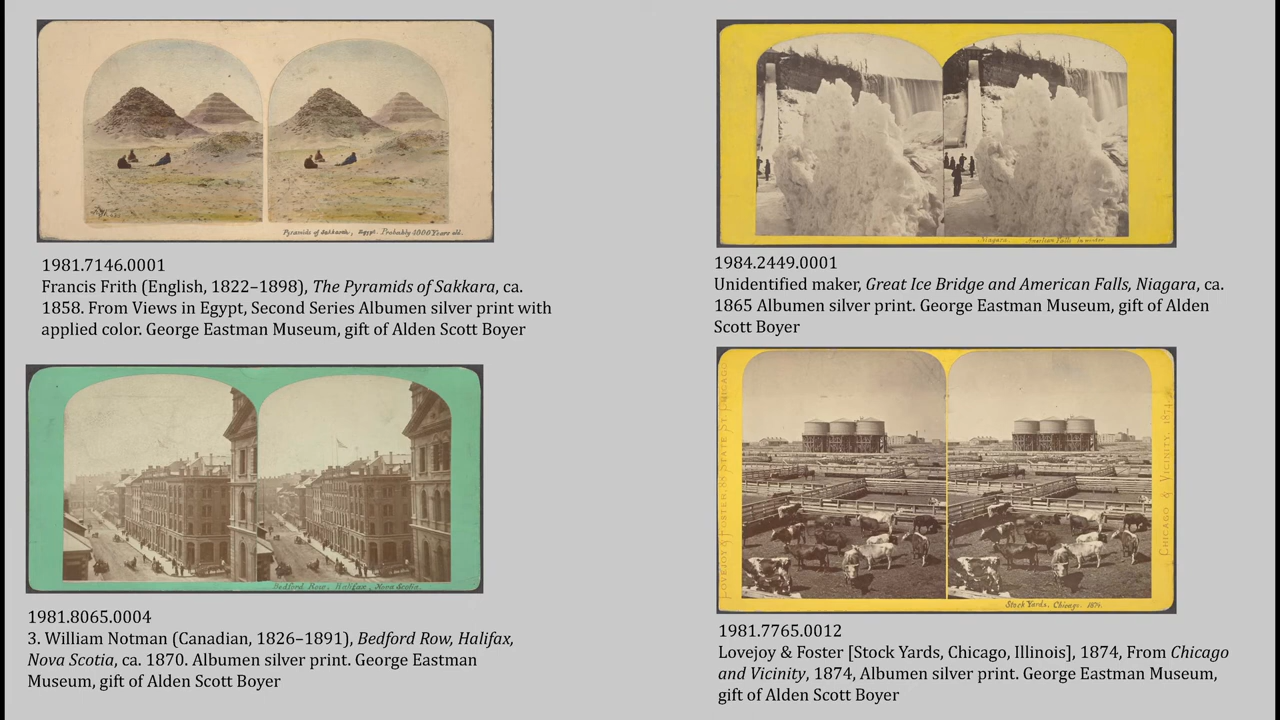 Pyramids of Sakkarah, Egypt. Probably 4000 Years old.
1981.7146.0001
Francis Frith (English, 1822–1898), The Pyramids of Sakkara, ca.
1858. From Views in Egypt, Second Series Albumen silver print with
applied color. George Eastman Museum, gift of Alden Scott Boyer
Niagara. American Falls in winter.
1984.2449.0001
Unidentified maker, Great Ice Bridge and American Falls, Niagara, ca.
1865 Albumen silver print. George Eastman Museum, gift of Alden
Scott Boyer
Bedford Row, Halifax, Nova Scotia.
1981.8065.0004
3. William Notman (Canadian, 1826–1891), Bedford Row, Halifax,
Nova Scotia, ca. 1870. Albumen silver print. George Eastman
Museum, gift of Alden Scott Boyer
LOVEJOY & FOSTER, 88 STATE ST. CHICAGO
CHICAGO & VICINITY, 1874
Stock Yards, Chicago. 1874.
1981.7765.0012
Lovejoy & Foster [Stock Yards, Chicago, Illinois], 1874, From Chicago
and Vicinity, 1874, Albumen silver print. George Eastman Museum,
gift of Alden Scott Boyer